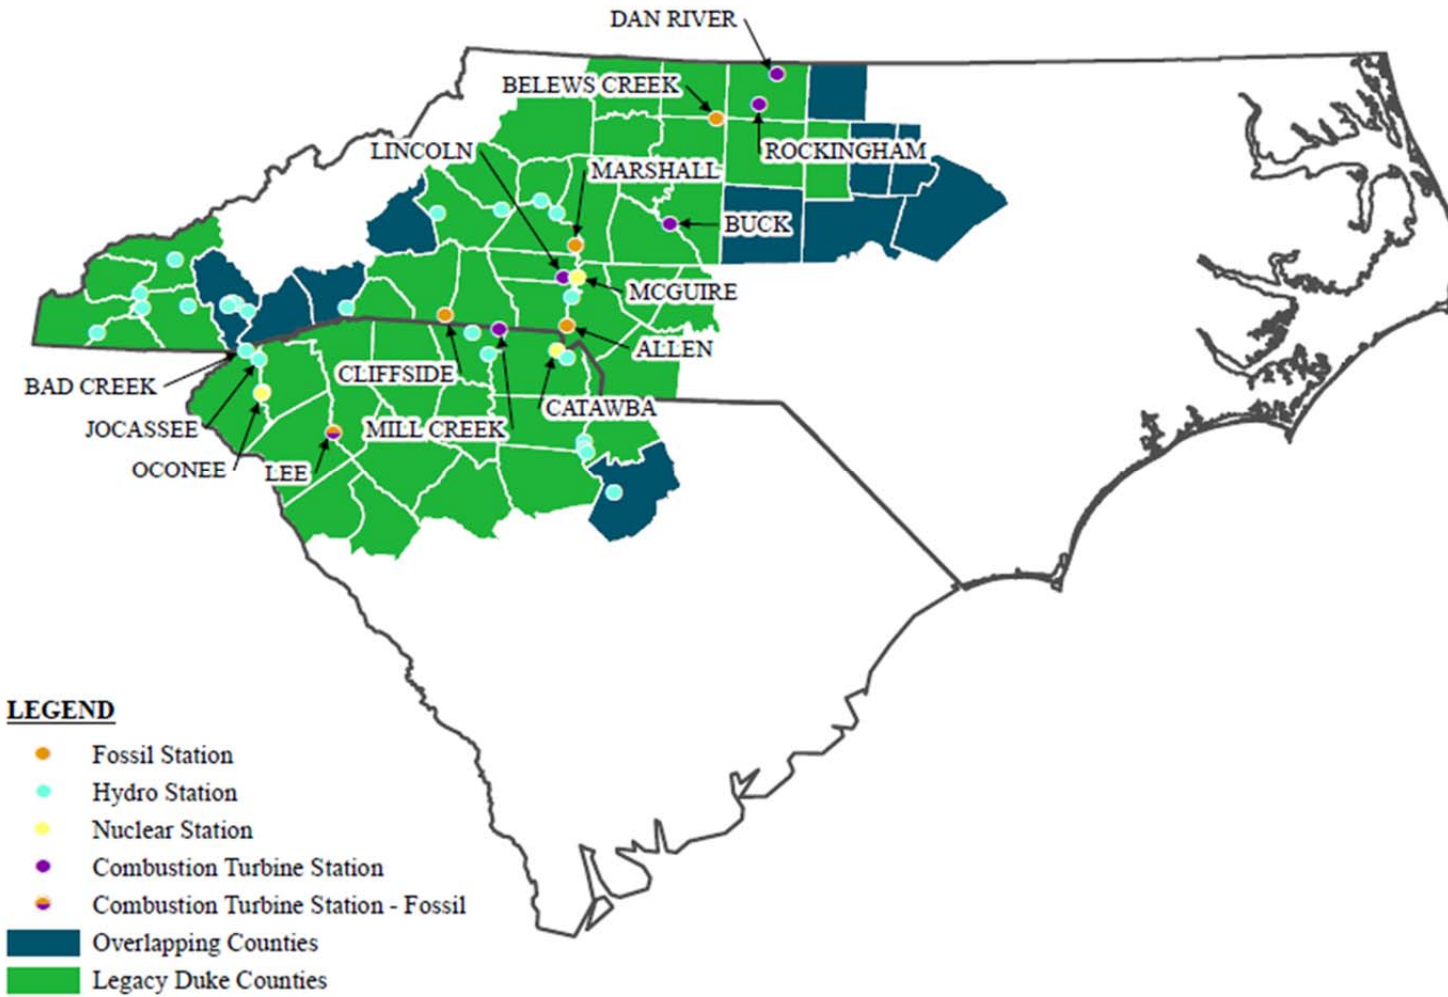 DAN RIVER
BELEWS CREEK
LINCOLN
ROCKINGHAM
MARSHALL
BUCK
MCGUIRE
ALLEN
CLIFFSIDE
BAD CREEK
CATAWBA
JOCASSEE
MILL CREEK
OCONEE
LEE
LEGEND
Fossil Station
Hydro Station
Nuclear Station
Combustion Turbine Station
Combustion Turbine Station - Fossil
Overlapping Counties
Legacy Duke Counties